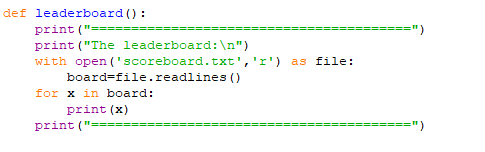 def leaderboard():
    print("========================================")
    print("The leaderboard:\n")
    with open('scoreboard.txt','r') as file:
        board=file.readlines()
    for x in board:
        print(x)
    print("========================================")